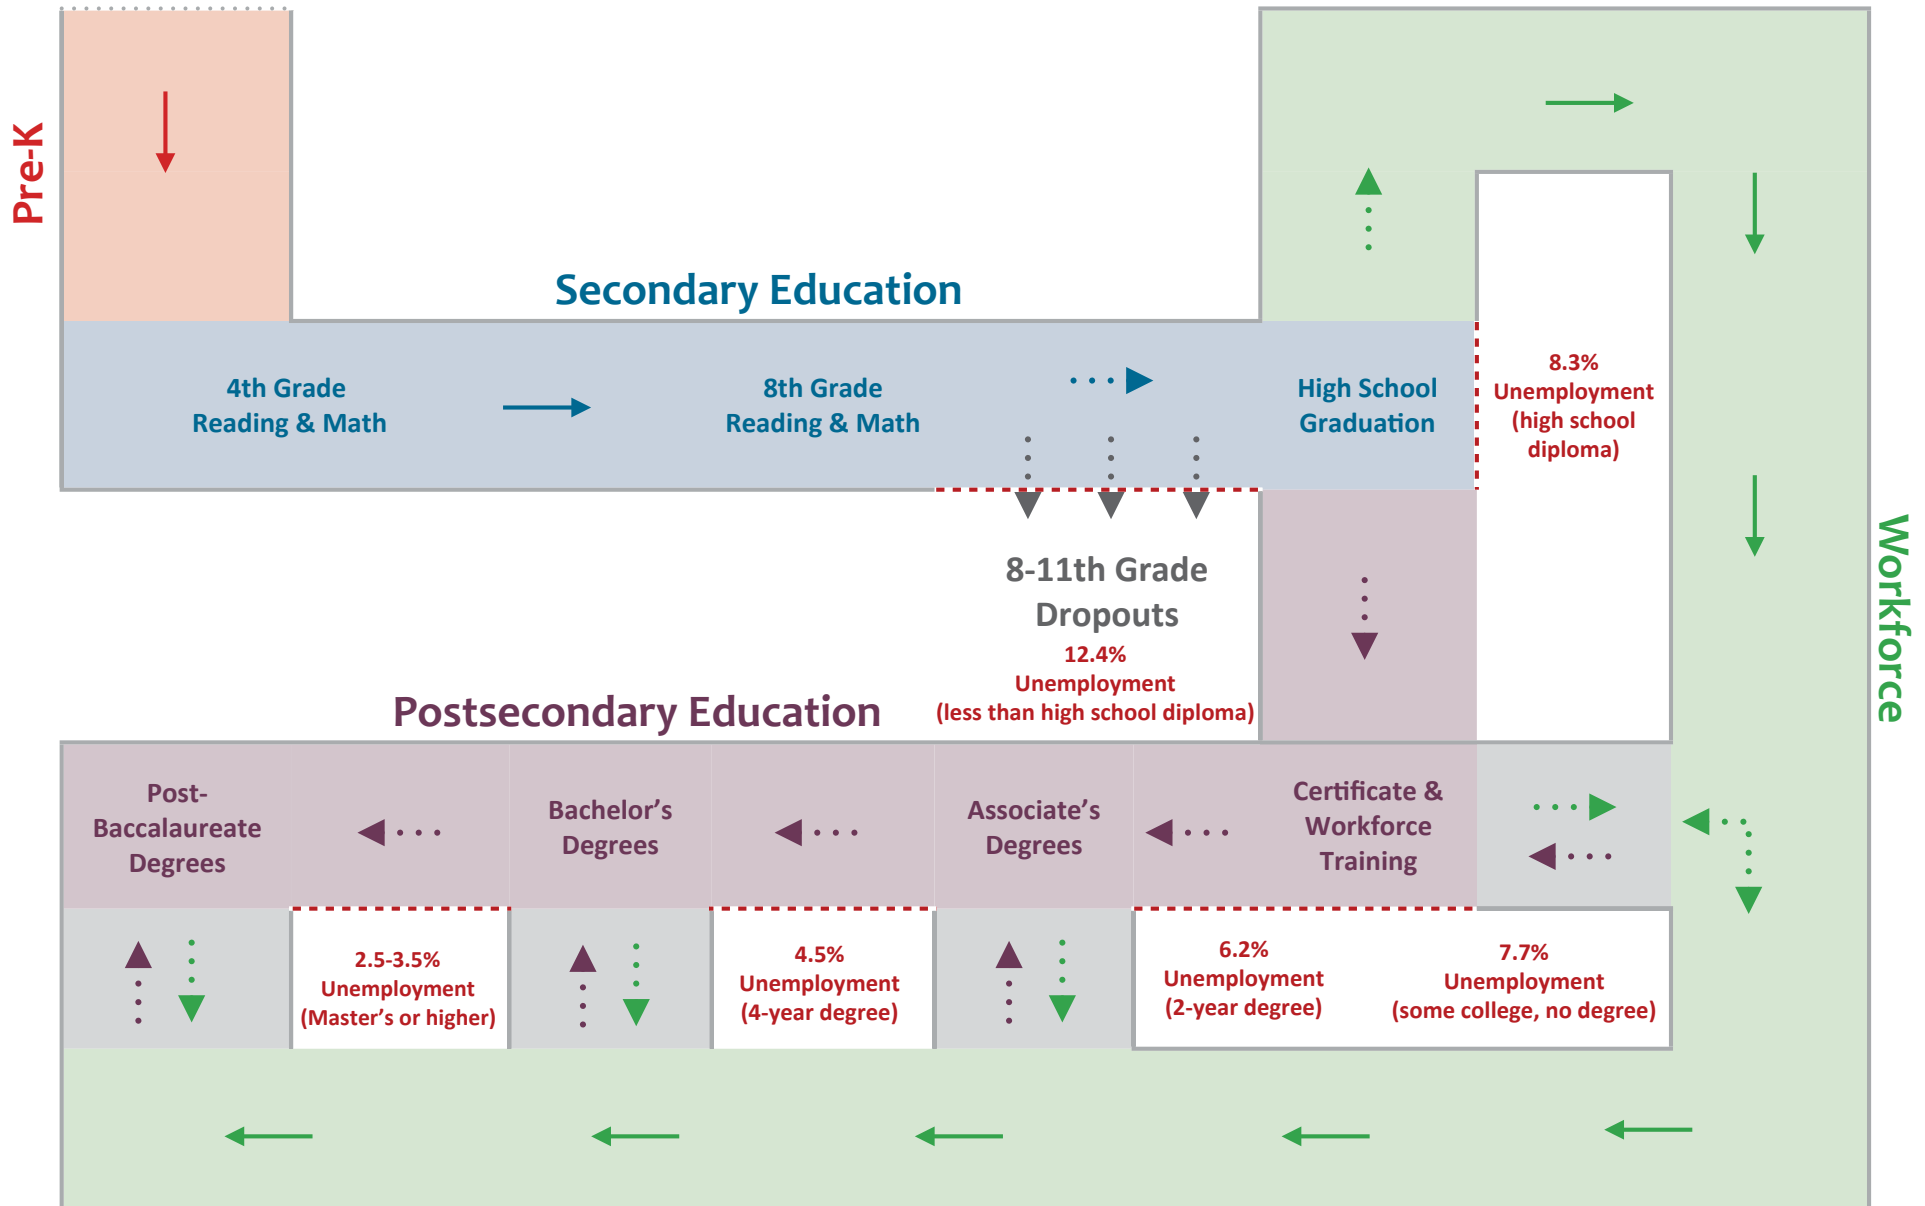 Pre-K
Secondary Education
4th Grade
Reading & Math
8th Grade
Reading & Math
High School
Graduation
8.3%
Unemployment
(high school
diploma)
Workforce
8-11th Grade
Dropouts
12.4%
Unemployment
(less than high school diploma)
Postsecondary Education
Post-
Baccalaureate
Degrees
Bachelor’s
Degrees
Associate’s
Degrees
Certificate &
Workforce
Training
2.5-3.5%
Unemployment
(Master’s or higher)
4.5%
Unemployment
(4-year degree)
6.2%
Unemployment
(2-year degree)
7.7%
Unemployment
(some college, no degree)